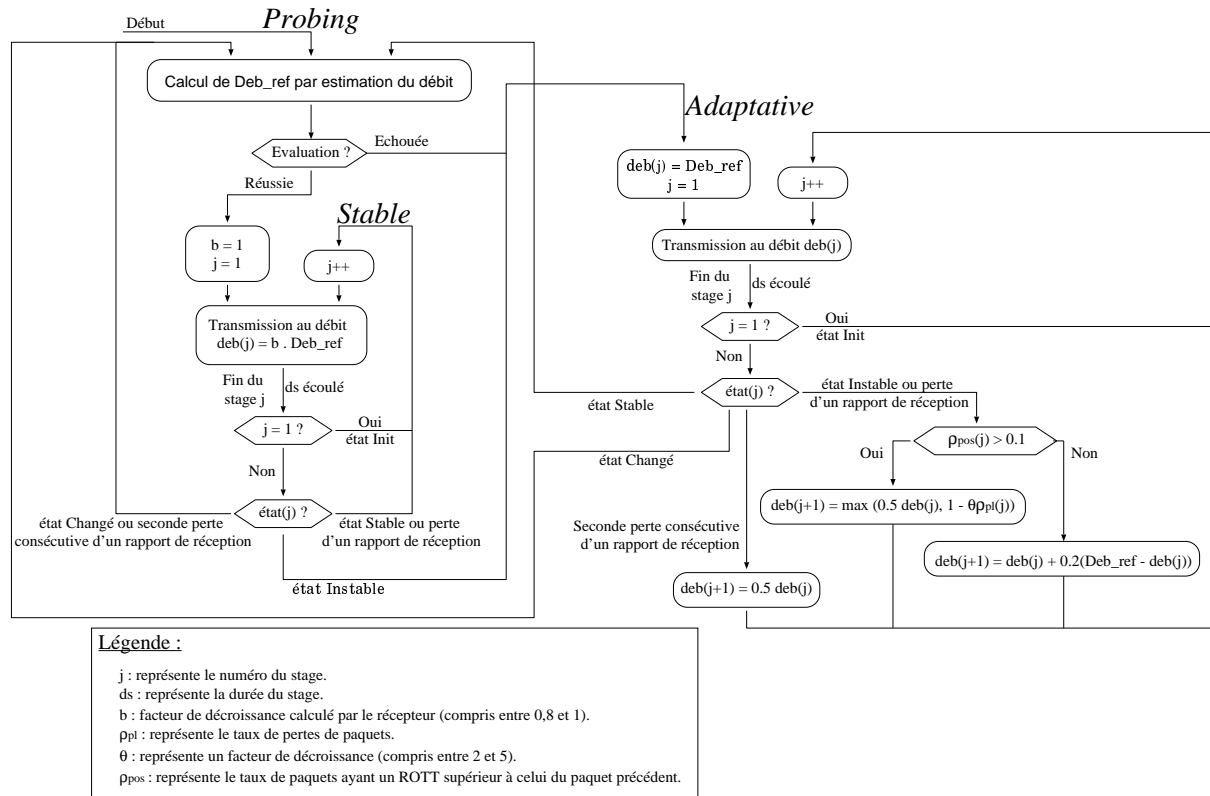 Probing
Début
Calcul de Deb_ref par estimation du débit
Evaluation ?
Echouée
Réussie
Stable
b = 1
j = 1
j++
Transmission au débit
deb(j) = b . Deb_ref
Fin du
stage j
ds écoulé
j = 1 ?
Oui
état Init
Non
état(j) ?
état Changé ou seconde perte
consécutive d'un rapport de réception
état Stable ou perte
d'un rapport de réception
état Instable
Adaptative
deb(j) = Deb_ref
j = 1
j++
Transmission au débit deb(j)
Fin du
stage j
ds écoulé
j = 1 ?
Oui
état Init
Non
état(j) ?
état Stable
état Changé
état Instable ou perte
d'un rapport de réception
ρpos(j) > 0.1
Oui
Non
deb(j+1) = max (0.5 deb(j), 1 - θρpl(j))
Seconde perte consécutive
d'un rapport de réception
deb(j+1) = deb(j) + 0.2(Deb_ref - deb(j))
deb(j+1) = 0.5 deb(j)
Légende :
j : représente le numéro du stage.
ds : représente la durée du stage.
b : facteur de décroissance calculé par le récepteur (compris entre 0,8 et 1).
ρpl : représente le taux de pertes de paquets.
θ : représente un facteur de décroissance (compris entre 2 et 5).
ρpos : représente le taux de paquets ayant un ROTT supérieur à celui du paquet précédent.